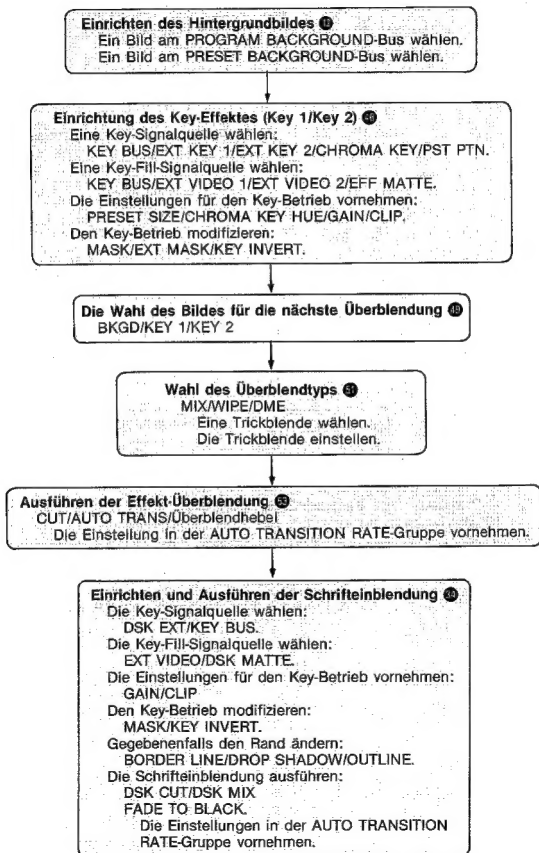 Einrichten des Hintergrundbildes
Ein Bild am PROGRAM BACKGROUND-Bus wählen.
Ein Bild am PRESET BACKGROUND-Bus wählen.
Einrichtung des Key-Effektes (Key 1/Key 2)
Eine Key-Signalquelle wählen:
KEY BUS/EXT KEY 1/EXT KEY 2/CHROMA KEY/PST PTN.
Eine Key-Fill-Signalquelle wählen:
KEY BUS/EXT VIDEO 1/EXT VIDEO 2/EFF MATTE.
Die Einstellungen für den Key-Betrieb vornehmen:
PRESET SIZE/CHROMA KEY HUE/GAIN/CLIP.
Den Key-Betrieb modifizieren:
MASK/EXT MASK/KEY INVERT.
Die Wahl des Bildes für die nächste Überblendung
BKGD/KEY 1/KEY 2
Wahl des Überblendtyps
MIX/WIPE/DME
Eine Trickblende wählen.
Die Trickblende einstellen.
Ausführen der Effekt-Überblendung
CUT/AUTO TRANS/Überblendhebel
Die Einstellung in der AUTO TRANSITION RATE-Gruppe vornehmen.
Einrichten und Ausführen der Schrifteinblendung
Die Key-Signalquelle wählen:
DSK EXT/KEY BUS.
Die Key-Fill-Signalquelle wählen:
EXT VIDEO/DSK MATTE.
Die Einstellungen für den Key-Betrieb vornehmen:
GAIN/CLIP
Den Key-Betrieb modifizieren:
MASK/KEY INVERT.
Gegebenenfalls den Rand ändern:
BORDER LINE/DROP SHADOW/OUTLINE.
Die Schrifteinblendung ausführen:
DSK CUT/DSK MIX
FADE TO BLACK.
Die Einstellungen in der AUTO TRANSITION
RATE-Gruppe vornehmen.